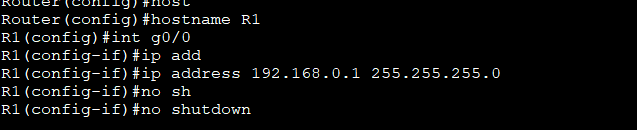 Router(config)#host
Router(config)#hostname R1
R1(config)#int g0/0
R1(config-if)#ip add
R1(config-if)#ip address 192.168.0.1 255.255.255.0
R1(config-if)#no sh
R1(config-if)#no shutdown